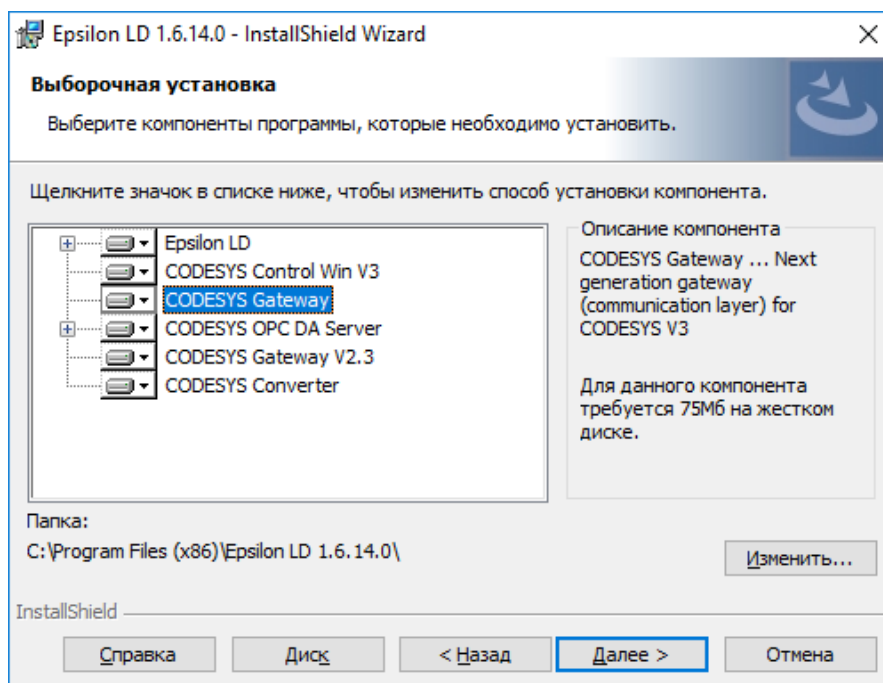 Epsilon LD 1.6.14.0 - InstallShield Wizard
Выборочная установка
Выберите компоненты программы, которые необходимо установить.
Щелкните значок в списке ниже, чтобы изменить способ установки компонента.
Epsilon LD
CODESYS Control Win V3
CODESYS Gateway
CODESYS OPC DA Server
CODESYS Gateway V2.3
CODESYS Converter
Описание компонента
CODESYS Gateway ... Next
generation gateway
(communication layer) for
CODESYS V3
Для данного компонента
требуется 75Мб на жестком
диске.
Папка:
C:\Program Files (x86)\Epsilon LD 1.6.14.0\
Изменить...
InstallShield
Справка
Диск
< Назад
Далее >
Отмена